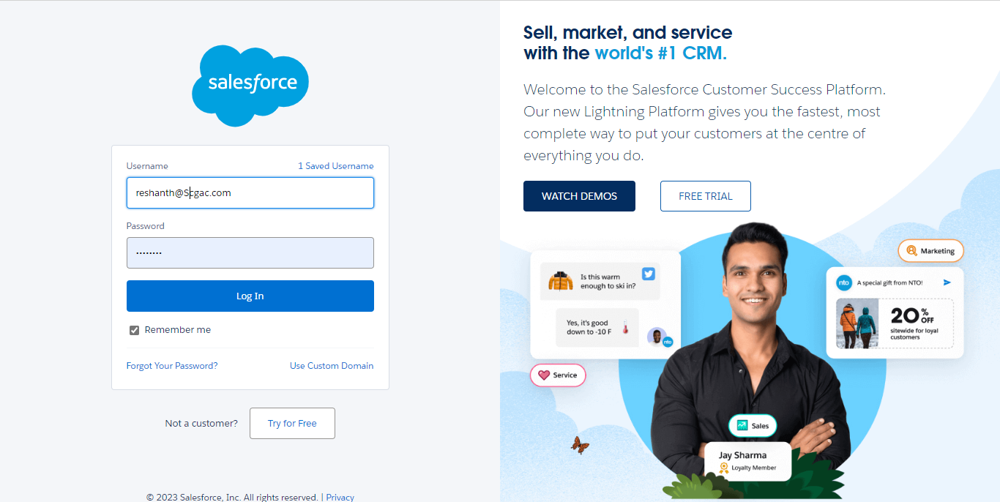 salesforce
Username
1 Saved Username
reshanth@Scgac.com
Password
Log In
Remember me
Forgot Your Password?
Use Custom Domain
Not a customer?
Try for Free
© 2023 Salesforce, Inc. All rights reserved. | Privacy
Sell, market, and service
with the world's #1 CRM.
Welcome to the Salesforce Customer Success Platform.
Our new Lightning Platform gives you the fastest, most
complete way to put your customers at the centre of
everything you do.
WATCH DEMOS
FREE TRIAL
Is this warm
enough to ski in?
Yes, it's good
down to -10 F
nto
Service
Marketing
nto
A special gift from NTO!
20% OFF
sitewide for loyal
customers
Sales
Jay Sharma
Loyalty Member